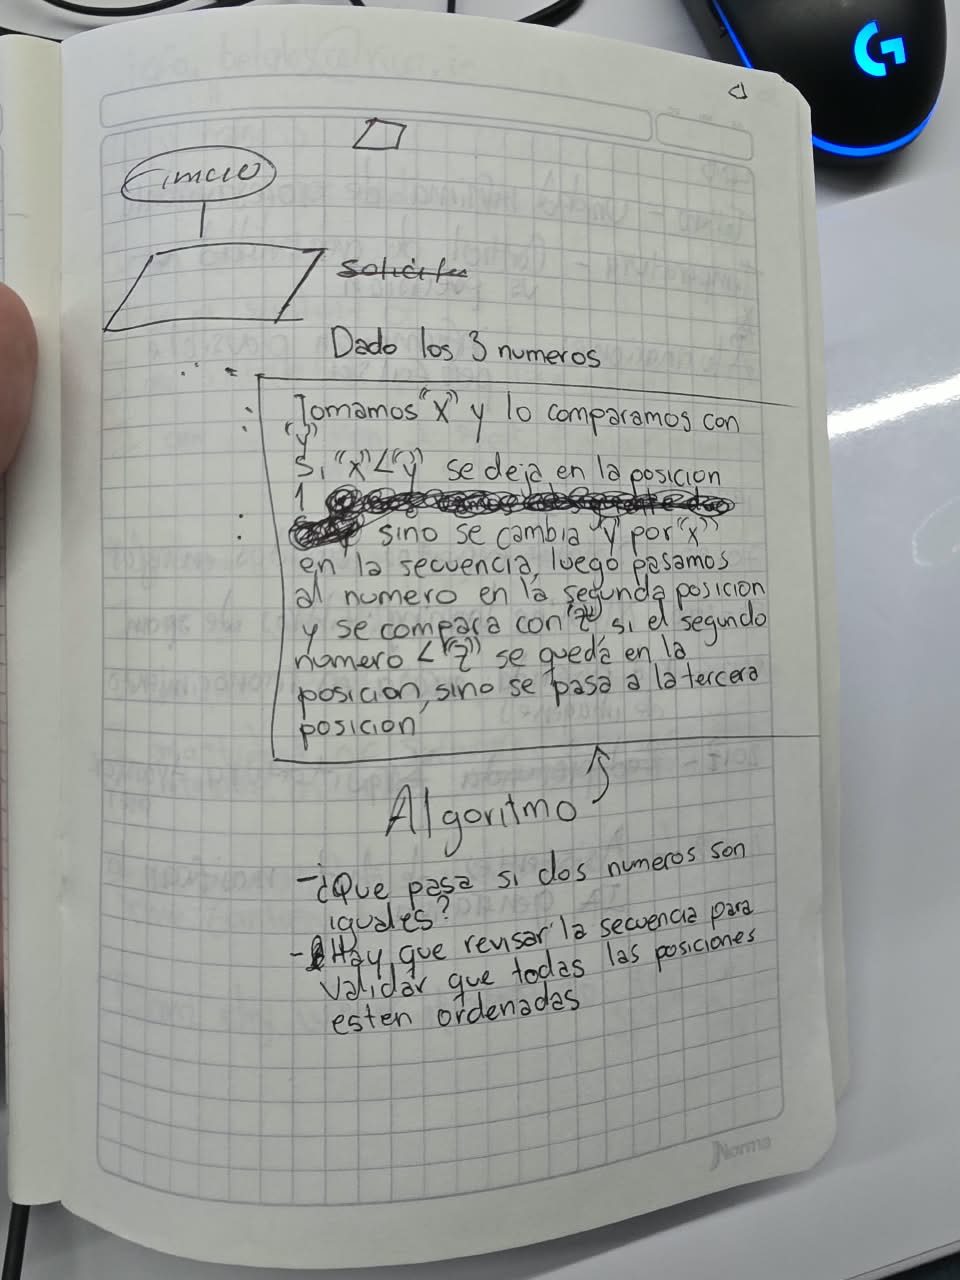 inicio
solicite
Dado los 3 numeros
Tomamos "X" y lo comparamos con
"y"
Si "x" < "y" se deja en la posicion
1
sino se cambia "y" por "x"
en la secuencia, luego pasamos
al numero en la segunda posicion
y se compara con "z", si el segundo
numero < "z" se queda en la
posicion, sino se pasa a la tercera
posicion
Algoritmo
- ¿Que pasa si dos numeros son
iguales?
- Hay que revisar la secuencia para
validar que todas las posiciones
esten ordenadas
Norma